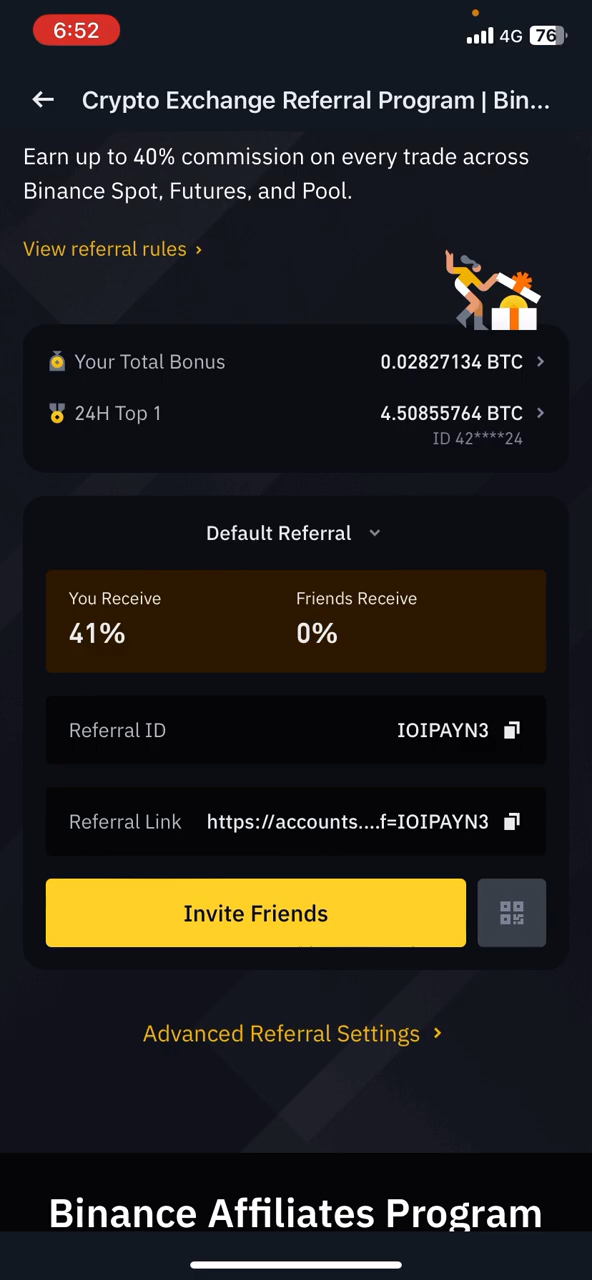 6:52
4G 76
Crypto Exchange Referral Program | Bin...
Earn up to 40% commission on every trade across
Binance Spot, Futures, and Pool.
View referral rules
Your Total Bonus 0.02827134 BTC
24H Top 1 4.50855764 BTC
ID 42****24
Default Referral
You Receive Friends Receive
41% 0%
Referral ID IOIPAYN3
Referral Link https://accounts....f=IOIPAYN3
Invite Friends
Advanced Referral Settings
Binance Affiliates Program